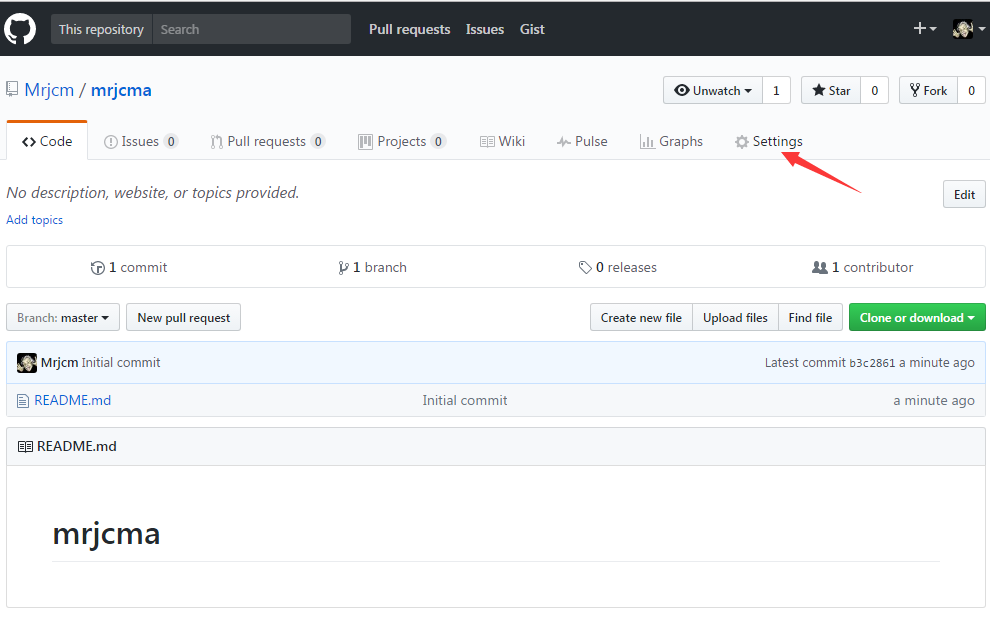 This repository Search Pull requests Issues Gist
Mrjcm / mrjcma Unwatch 1 Star 0 Fork 0
Code Issues 0 Pull requests 0 Projects 0 Wiki Pulse Graphs Settings
No description, website, or topics provided. Edit
Add topics
1 commit 1 branch 0 releases 1 contributor
Branch: master New pull request Create new file Upload files Find file Clone or download
Mrjcm Initial commit Latest commit b3c2861 a minute ago
README.md Initial commit a minute ago
README.md
mrjcma